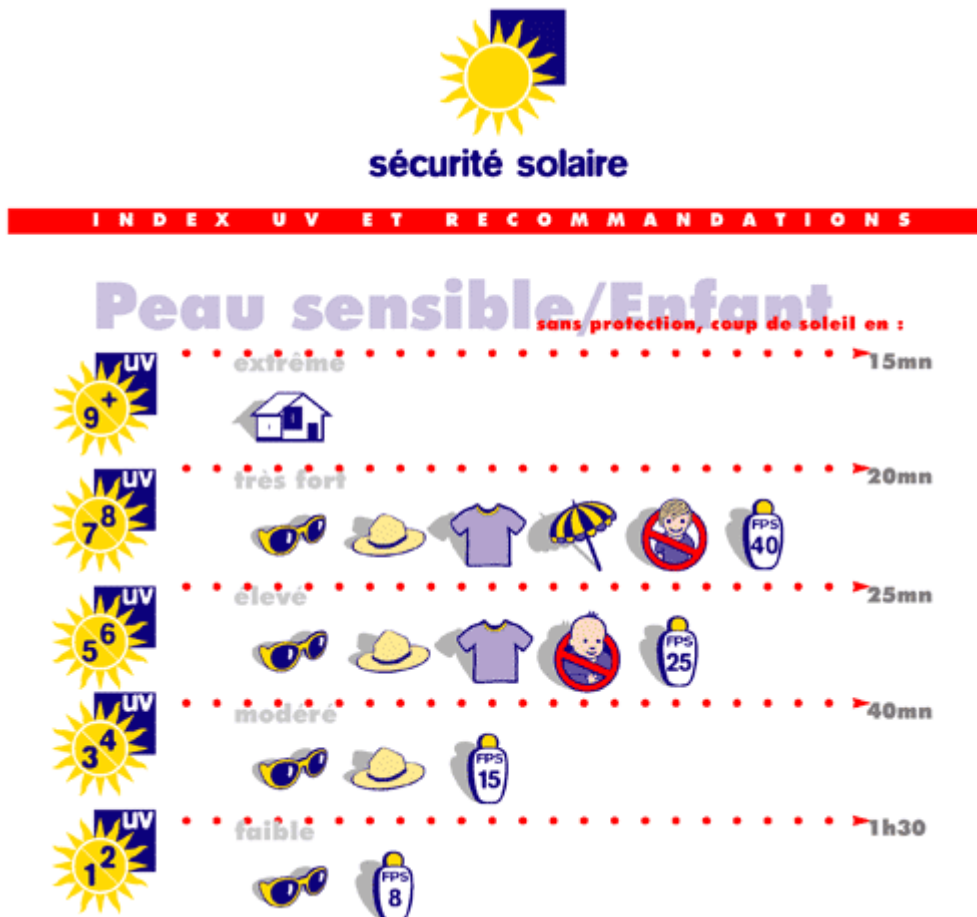 sécurité solaire
INDEX UV ET RECOMMANDATIONS
Peau sensible/Enfant
sans protection, coup de soleil en :
UV 9+ extrême 15mn
UV 7 8 très fort 20mn
FPS 40
UV 5 6 élevé 25mn
FPS 25
UV 3 4 modéré 40mn
FPS 15
UV 1 2 faible 1h30
FPS 8